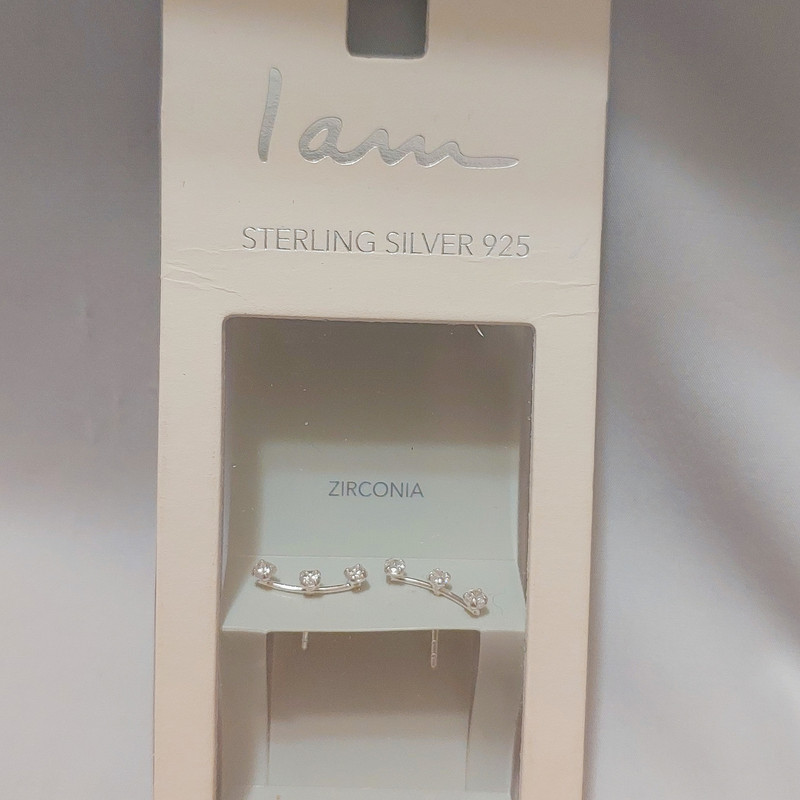 I am
STERLING SILVER 925
ZIRCONIA